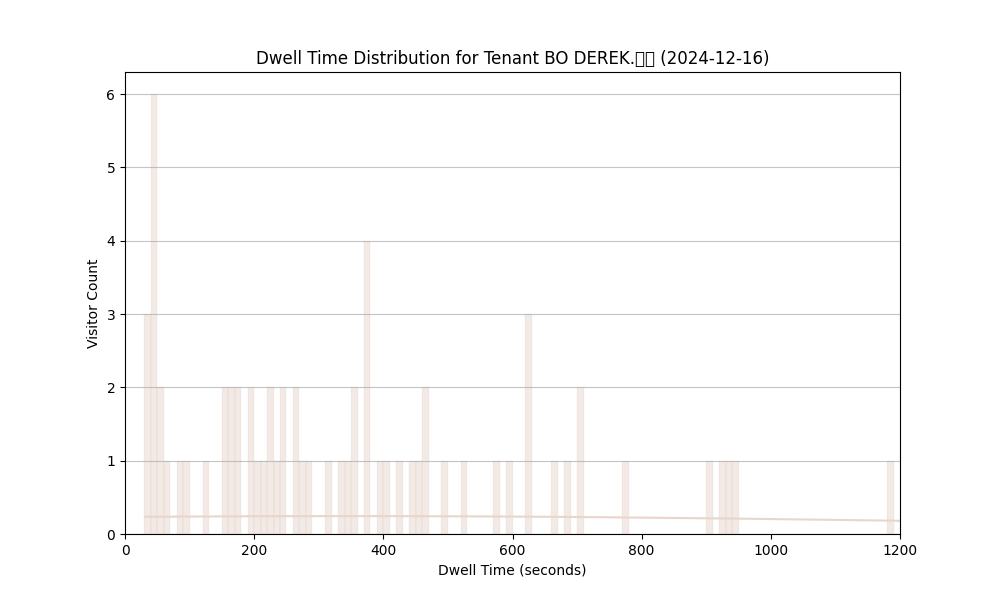 Dwell Time Distribution for Tenant BO DEREK. (2024-12-16)
6
5
4
3
2
1
0
Visitor Count
0 200 400 600 800 1000 1200
Dwell Time (seconds)